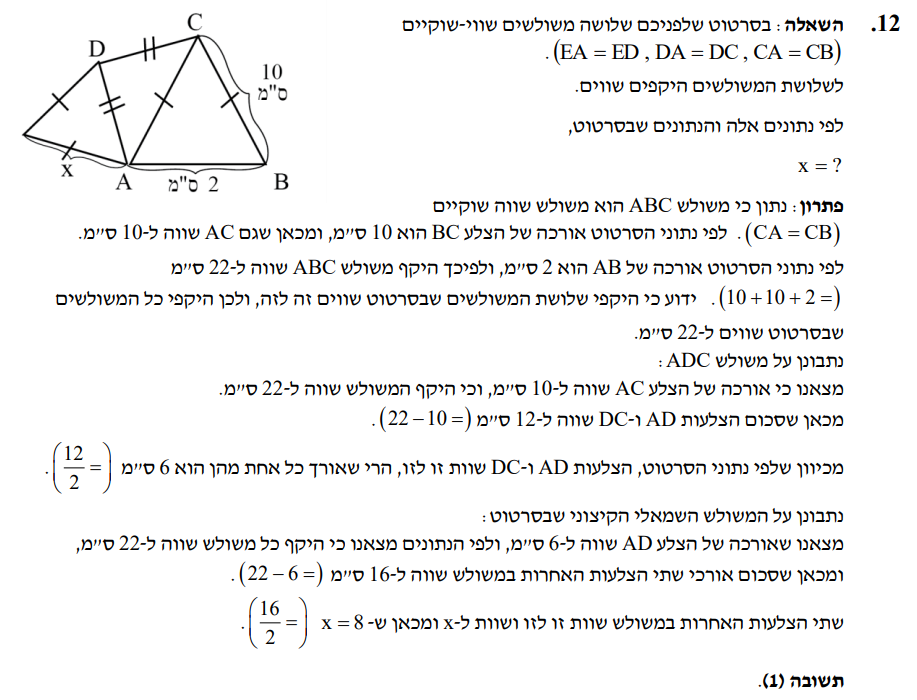 12. השאלה : בסרטוט שלפניכם שלושה משולשים שווי-שוקיים
(EA = ED , DA = DC , CA = CB).
לשלושת המשולשים היקפים שווים.
לפי נתונים אלה והנתונים שבסרטוט,
x = ?
C
D
10
ס"מ
x
A
2 ס"מ
B
פתרון : נתון כי משולש ABC הוא משולש שווה שוקיים
(CA = CB). לפי נתוני הסרטוט אורכה של הצלע BC הוא 10 ס״מ, ומכאן שגם AC שווה ל-10 ס״מ.
לפי נתוני הסרטוט אורכה של AB הוא 2 ס״מ, ולפיכך היקף משולש ABC שווה ל-22 ס״מ
(= 10 + 10 + 2). ידוע כי היקפי שלושת המשולשים שבסרטוט שווים זה לזה, ולכן היקפי כל המשולשים
שבסרטוט שווים ל-22 ס״מ.
נתבונן על משולש ADC :
מצאנו כי אורכה של הצלע AC שווה ל-10 ס״מ, וכי היקף המשולש שווה ל-22 ס״מ.
מכאן שסכום הצלעות AD ו-DC שווה ל-12 ס״מ (= 22 − 10).
מכיוון שלפי נתוני הסרטוט, הצלעות AD ו-DC שוות זו לזו, הרי שאורך כל אחת מהן הוא 6 ס״מ (= 12/2).
נתבונן על המשולש השמאלי הקיצוני שבסרטוט :
מצאנו שאורכה של הצלע AD שווה ל-6 ס״מ, ולפי הנתונים מצאנו כי היקף כל משולש שווה ל-22 ס״מ,
ומכאן שסכום אורכי שתי הצלעות האחרות במשולש שווה ל-16 ס״מ (= 22 − 6).
שתי הצלעות האחרות במשולש שוות זו לזו ושוות ל-x ומכאן ש- x = 8 (= 16/2).
תשובה (1).